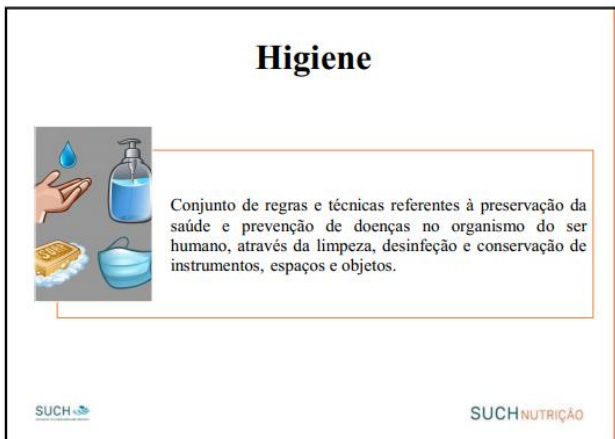 Higiene
Conjunto de regras e técnicas referentes à preservação da
saúde e prevenção de doenças no organismo do ser
humano, através da limpeza, desinfeção e conservação de
instrumentos, espaços e objetos.
SUCH
SUCH NUTRIÇÃO